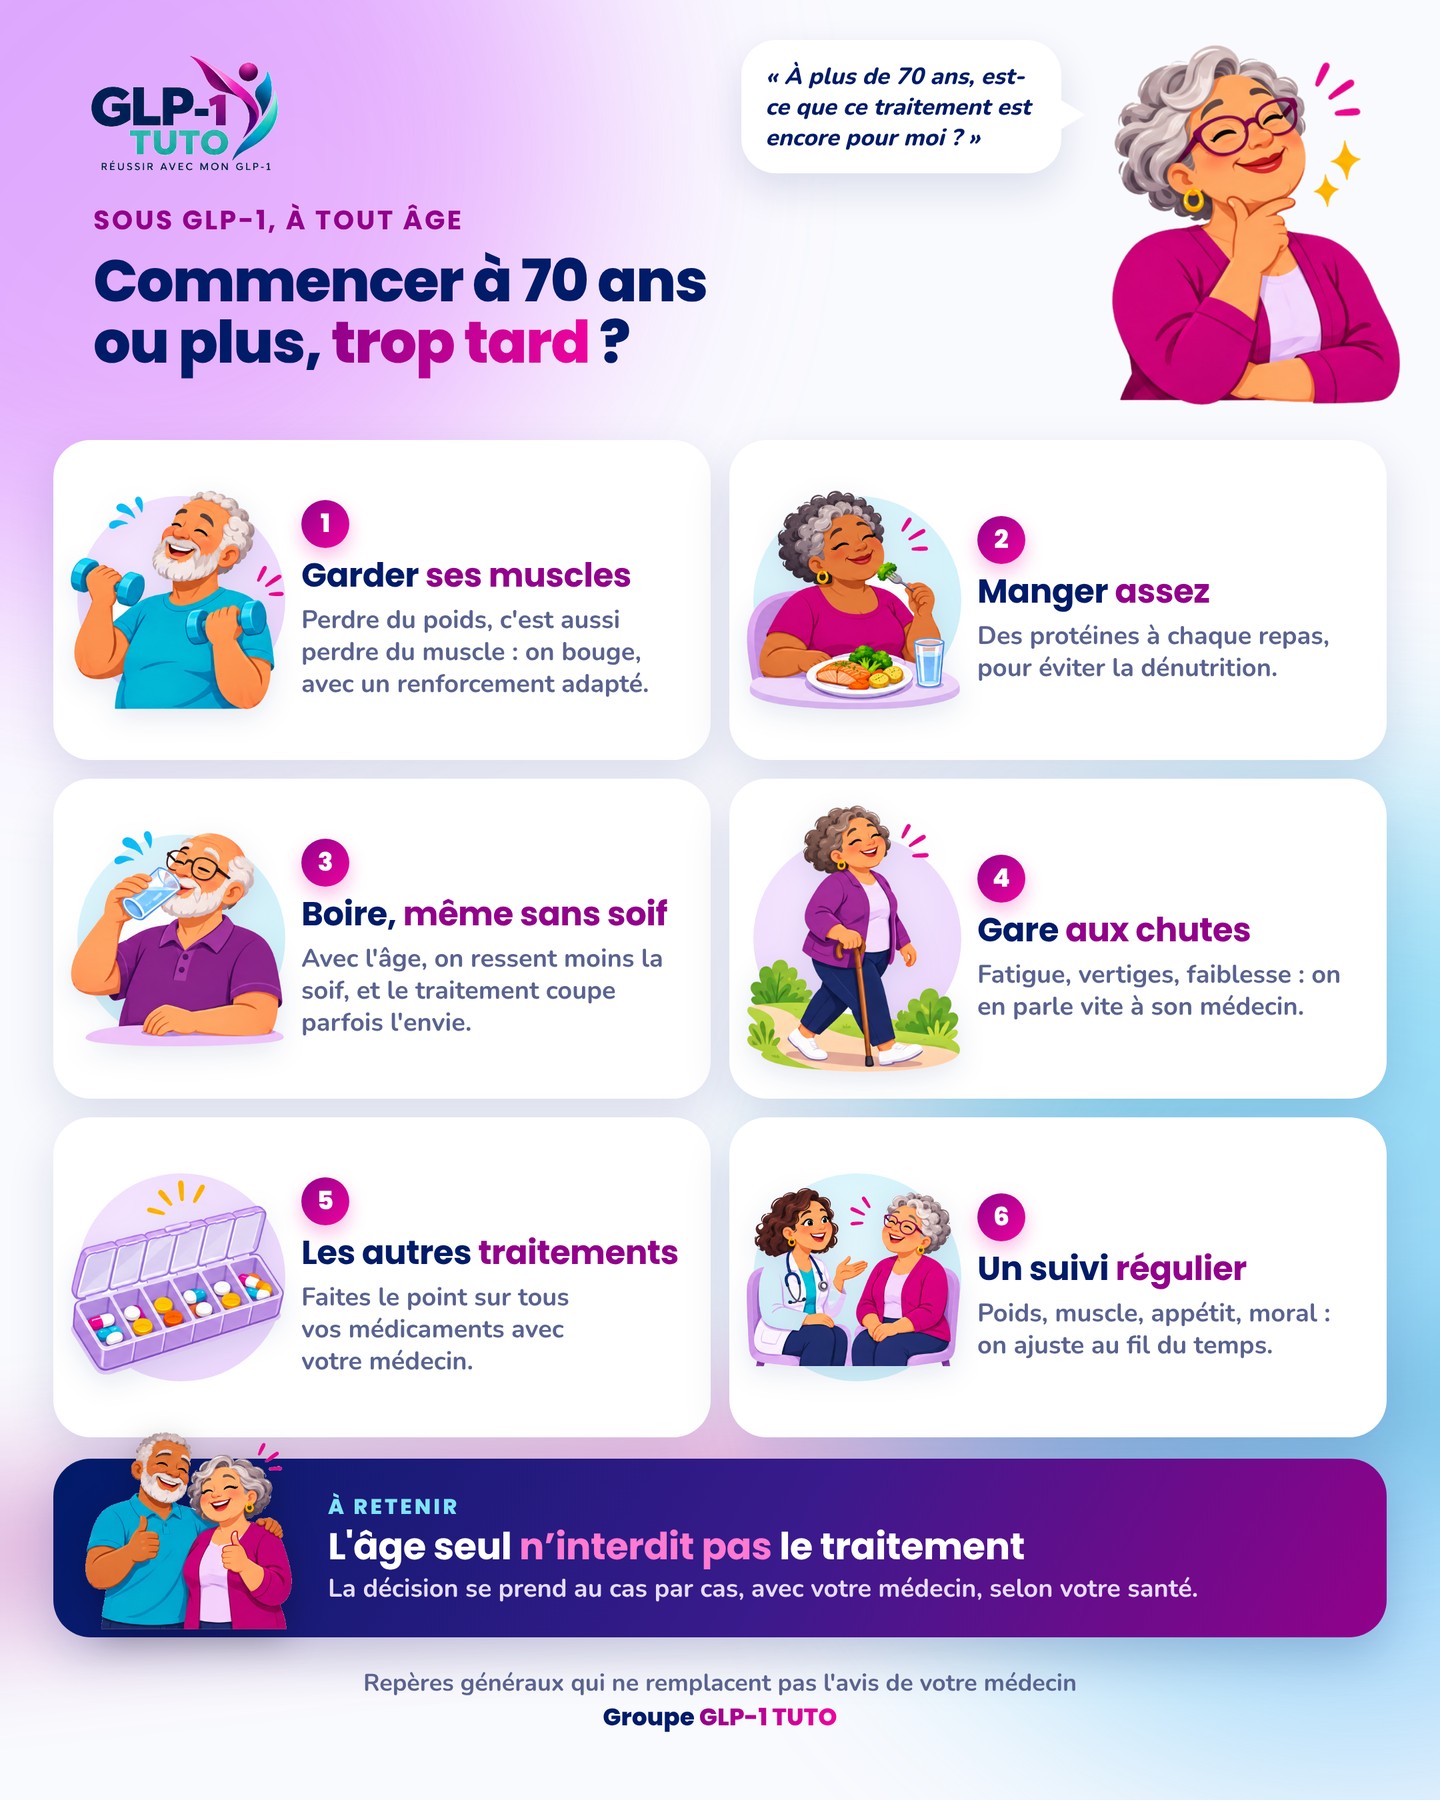 GLP-1
TUTO
RÉUSSIR AVEC MON GLP-1
« À plus de 70 ans, est-
ce que ce traitement est
encore pour moi ? »
SOUS GLP-1, À TOUT ÂGE
Commencer à 70 ans
ou plus, trop tard ?
1
Garder ses muscles
Perdre du poids, c'est aussi
perdre du muscle : on bouge,
avec un renforcement adapté.
2
Manger assez
Des protéines à chaque repas,
pour éviter la dénutrition.
3
Boire, même sans soif
Avec l'âge, on ressent moins la
soif, et le traitement coupe
parfois l'envie.
4
Gare aux chutes
Fatigue, vertiges, faiblesse : on
en parle vite à son médecin.
5
Les autres traitements
Faites le point sur tous
vos médicaments avec
votre médecin.
6
Un suivi régulier
Poids, muscle, appétit, moral :
on ajuste au fil du temps.
À RETENIR
L'âge seul n’interdit pas le traitement
La décision se prend au cas par cas, avec votre médecin, selon votre santé.
Repères généraux qui ne remplacent pas l'avis de votre médecin
Groupe GLP-1 TUTO